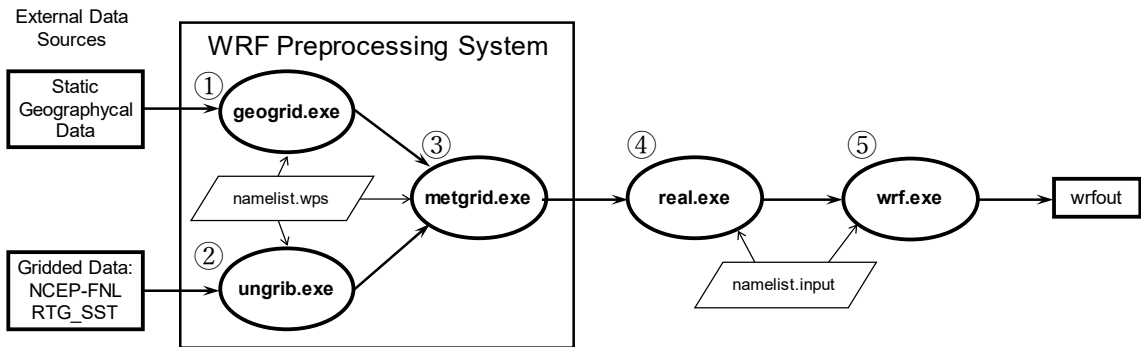 External Data
Sources
WRF Preprocessing System
Static
Geographycal
Data
①
geogrid.exe
③
④
⑤
namelist.wps
metgrid.exe
real.exe
wrf.exe
wrfout
②
Gridded Data:
NCEP-FNL
RTG_SST
ungrib.exe
namelist.input